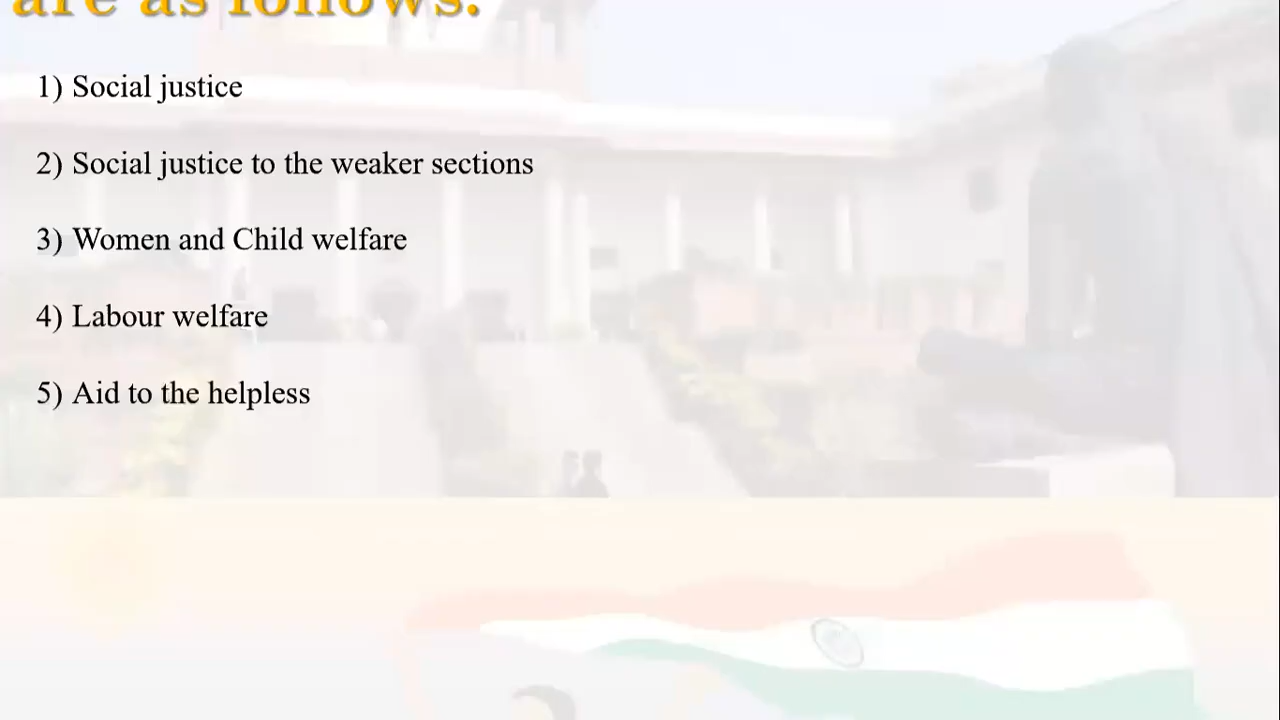 are as follows:
1) Social justice
2) Social justice to the weaker sections
3) Women and Child welfare
4) Labour welfare
5) Aid to the helpless